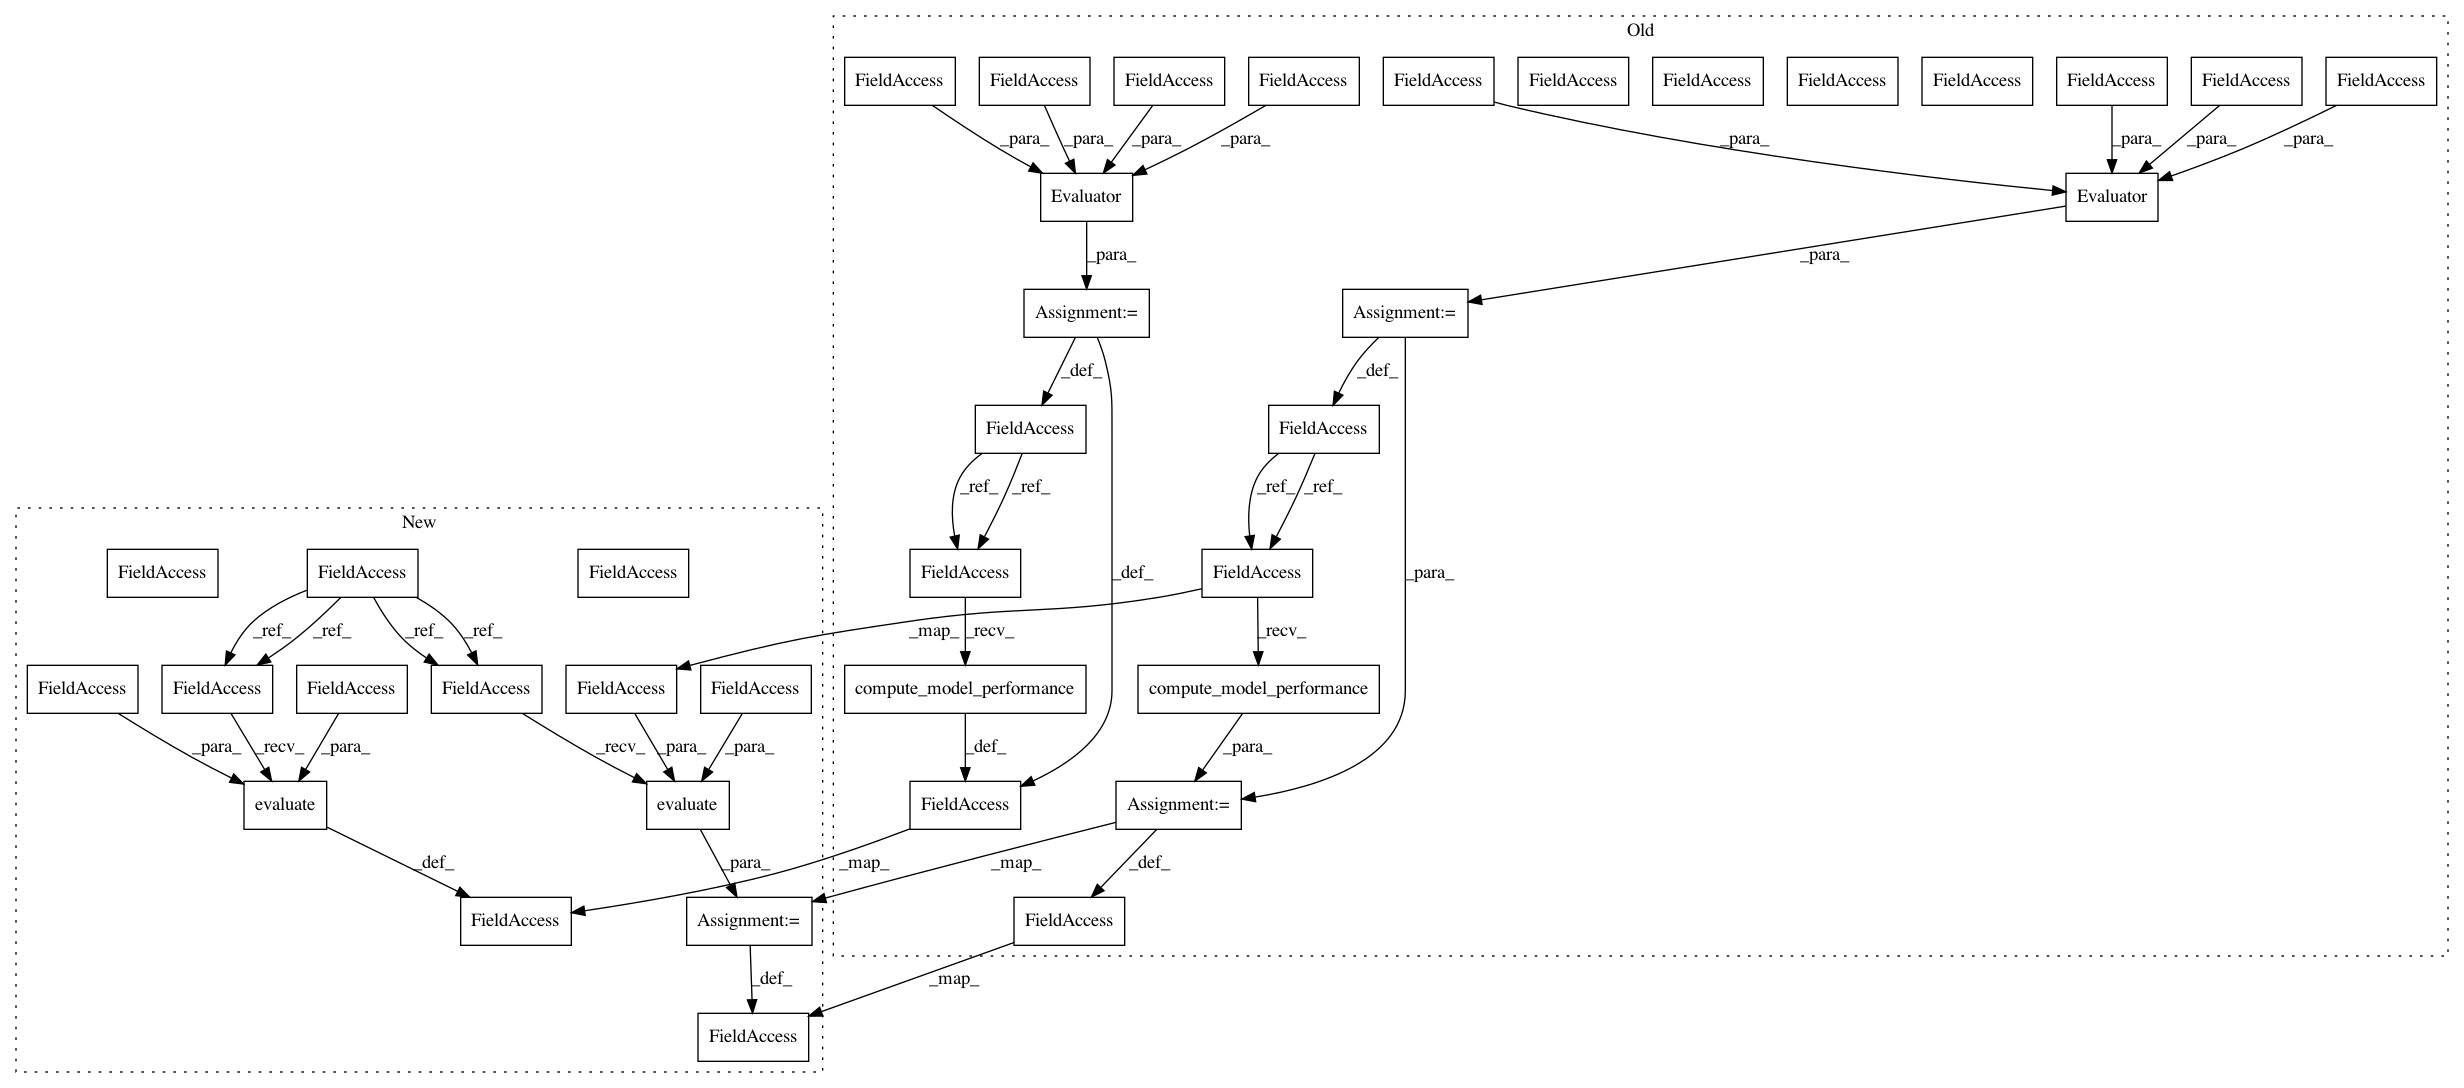 Old
FieldAccess
FieldAccess
FieldAccess
FieldAccess
FieldAccess
FieldAccess
FieldAccess
FieldAccess
FieldAccess
FieldAccess
FieldAccess
FieldAccess
_para_
_para_
_para_
_para_
_para_
_para_
_para_
_para_
Evaluator
Evaluator
_para_
_para_
Assignment:=
Assignment:=
_def_
_def_
FieldAccess
FieldAccess
_ref_
_ref_
_ref_
_ref_
New
FieldAccess
FieldAccess
FieldAccess
FieldAccess
FieldAccess
_def_
_para_
_ref_
_ref_
_ref_
_ref_
_map_
_recv_
_recv_
FieldAccess
FieldAccess
FieldAccess
FieldAccess
FieldAccess
FieldAccess
compute_model_performance
compute_model_performance
_para_
_recv_
_para_
_recv_
_para_
_para_
_def_
_para_
evaluate
evaluate
FieldAccess
Assignment:=
_def_
_para_
_map_
_map_
_def_
FieldAccess
Assignment:=
FieldAccess
_def_
_map_
FieldAccess